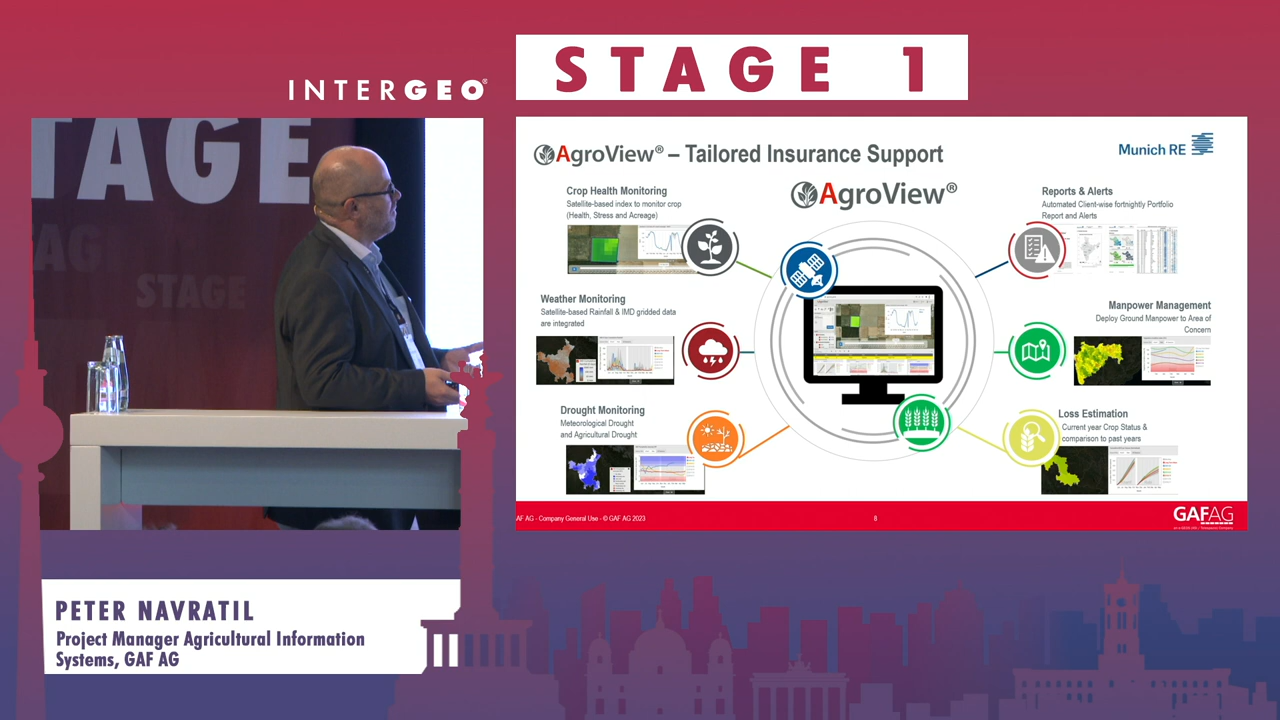 STAGE 1
INTERGEO®
TAGE
AG
STAGE
AgroView® – Tailored Insurance Support
Munich RE
AgroView®
Crop Health Monitoring
Satellite-based index to monitor crop
(Health, Stress and Acreage)
Weather Monitoring
Satellite-based Rainfall & IMD gridded data
are integrated
Drought Monitoring
Meteorological Drought
and Agricultural Drought
Reports & Alerts
Automated Client-wise fortnightly Portfolio
Report and Alerts
Manpower Management
Deploy Ground Manpower to Area of
Concern
Loss Estimation
Current year Crop Status &
comparison to past years
AF AG - Company General Use - © GAF AG 2023
8
GAFAG
PETER NAVRATIL
Project Manager Agricultural Information
Systems, GAF AG